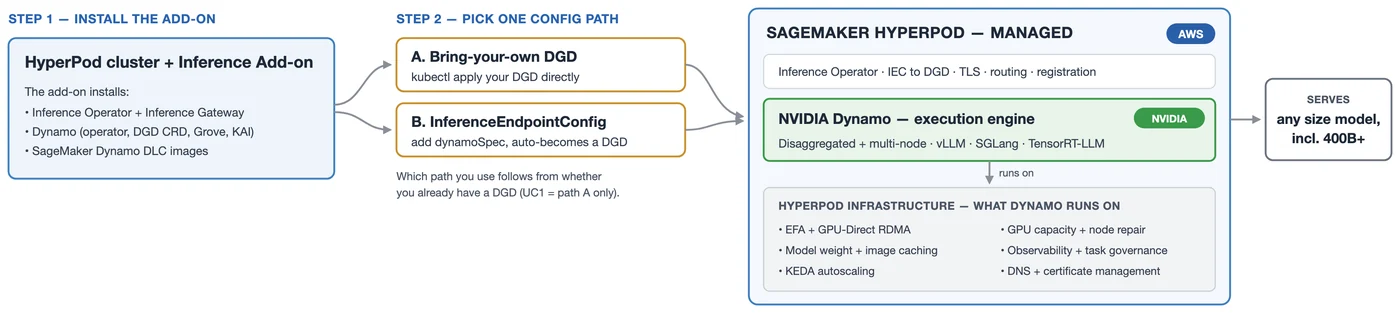 STEP 1 — INSTALL THE ADD-ON
HyperPod cluster + Inference Add-on
The add-on installs:
• Inference Operator + Inference Gateway
• Dynamo (operator, DGD CRD, Grove, KAI)
• SageMaker Dynamo DLC images
STEP 2 — PICK ONE CONFIG PATH
A. Bring-your-own DGD
kubectl apply your DGD directly
B. InferenceEndpointConfig
add dynamoSpec, auto-becomes a DGD
Which path you use follows from whether
you already have a DGD (UC1 = path A only).
SAGEMAKER HYPERPOD — MANAGED
AWS
Inference Operator · IEC to DGD · TLS · routing · registration
NVIDIA Dynamo — execution engine
NVIDIA
Disaggregated + multi-node · vLLM · SGLang · TensorRT-LLM
runs on
HYPERPOD INFRASTRUCTURE — WHAT DYNAMO RUNS ON
• EFA + GPU-Direct RDMA
• GPU capacity + node repair
• Model weight + image caching
• Observability + task governance
• KEDA autoscaling
• DNS + certificate management
SERVES
any size model,
incl. 400B+